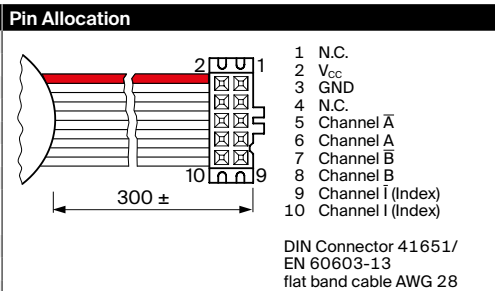 Pin Allocation
2
1
10
9
300 ±
1 N.C.
2 Vcc
3 GND
4 N.C.
5 Channel A̅
6 Channel A
7 Channel B̅
8 Channel B
9 Channel I̅ (Index)
10 Channel I (Index)
DIN Connector 41651/
EN 60603-13
flat band cable AWG 28